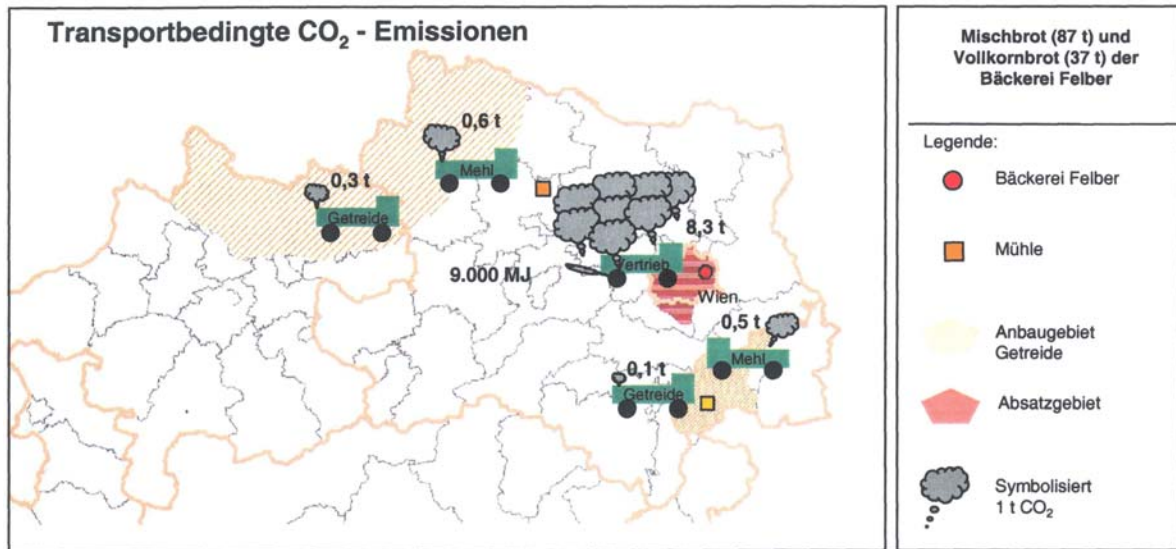 Transportbedingte CO₂ - Emissionen
0,6 t
Mehl
0,3 t
Getreide
8,3 t
Vertrieb
9.000 MJ
Wien
0,5 t
Mehl
0,1 t
Getreide
Mischbrot (87 t) und
Vollkornbrot (37 t) der
Bäckerei Felber
Legende:
Bäckerei Felber
Mühle
Anbaugebiet
Getreide
Absatzgebiet
Symbolisiert
1 t CO₂